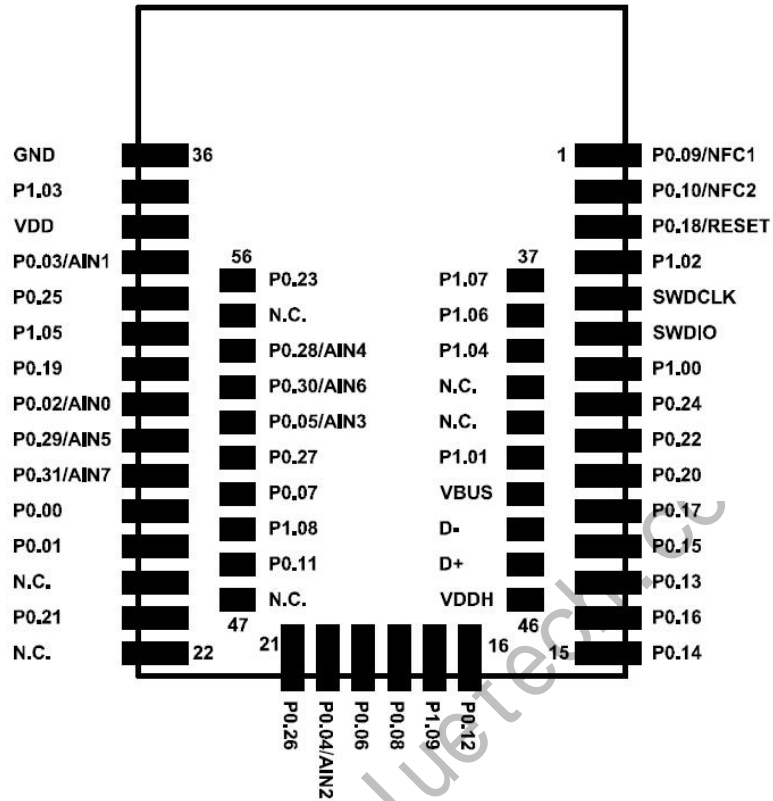 GND 36 1 P0.09/NFC1
P1.03 P0.10/NFC2
VDD P0.18/RESET
P0.03/AIN1 56 37 P1.02
P0.23 P1.07
P0.25 SWDCLK
N.C. P1.06
P1.05 SWDIO
P0.28/AIN4 P1.04
P0.19 P1.00
P0.30/AIN6 N.C.
P0.02/AIN0 P0.24
P0.05/AIN3 N.C.
P0.29/AIN5 P0.22
P0.27 P1.01
P0.31/AIN7 P0.20
P0.07 VBUS
P0.00 P0.17
P1.08 D-
P0.01 P0.15
P0.11 D+
N.C. P0.13
N.C. VDDH
P0.21 47 46 P0.16
21 16
N.C. 22 15 P0.14
P0.26
P0.04/AIN2
P0.06
P0.08
P1.09
P0.12
luetech.co